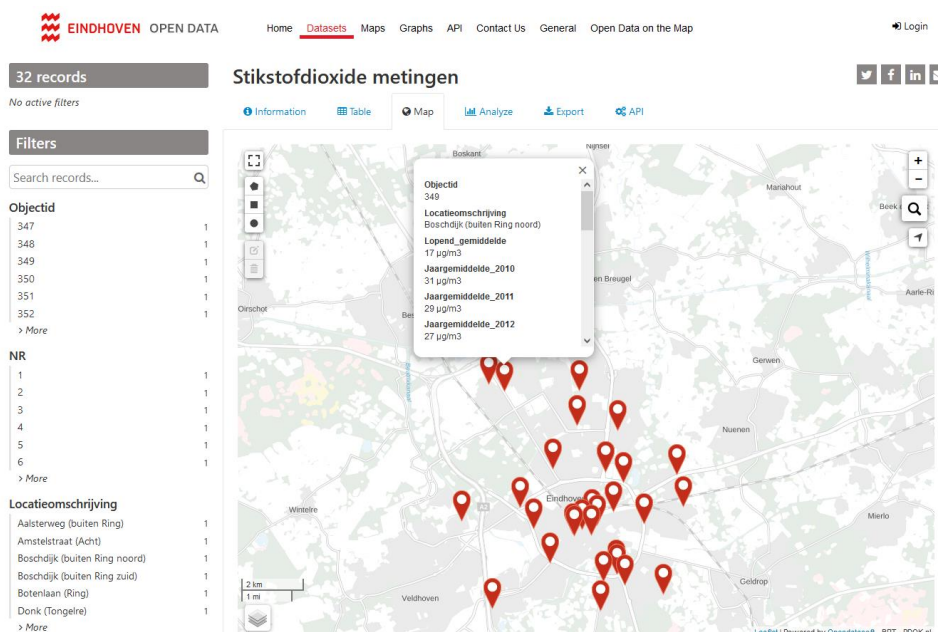 EINDHOVEN OPEN DATA
Home Datasets Maps Graphs API Contact Us General Open Data on the Map
Login
32 records
No active filters
Filters
Search records...
Objectid
347 1
348 1
349 1
350 1
351 1
352 1
> More
NR
1 1
2 1
3 1
4 1
5 1
6 1
> More
Locatieomschrijving
Aalsterweg (buiten Ring) 1
Amstelstraat (Acht) 1
Boschdijk (buiten Ring noord) 1
Boschdijk (buiten Ring zuid) 1
Botenlaan (Ring) 1
Donk (Tongelre) 1
> More
Stikstofdioxide metingen
Information Table Map Analyze Export API
Objectid
349
Locatieomschrijving
Boschdijk (buiten Ring noord)
Lopend_gemiddelde
17 µg/m3
Jaargemiddelde_2010
31 µg/m3
Jaargemiddelde_2011
29 µg/m3
Jaargemiddelde_2012
27 µg/m3
Boskant
Nijnsel
Mariahout
Beek
en Breugel
Oirschot
Bes
Aarle-Ri
Gerwen
Nuenen
Wintelre
Eindhove
Mierlo
Geldrop
Veldhoven
2 km
1 mi
+
-